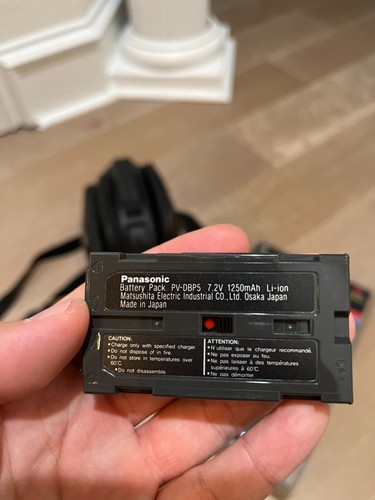 Panasonic
Battery Pack PV-DBP5 7.2V 1250mAh Li-ion
Matsushita Electric Industrial CO., Ltd. Osaka Japan
Made in Japan
CAUTION:
• Charge only with specified charger.
• Do not dispose of in fire.
• Do not store in temperatures over
60°C.
• Do not disassemble
ATTENTION:
• N utiliser que le chargeur recommandé.
• Ne pas exposer au feu.
• Ne pas laisser à des températures
supérieures à 60°C.
• Ne pas démonter